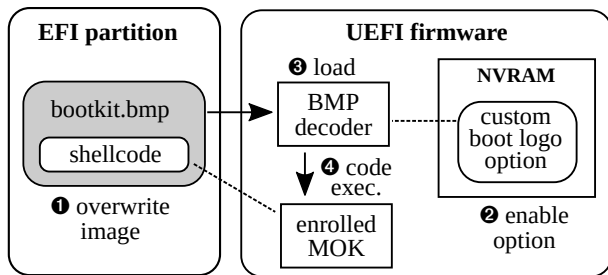 EFI partition
bootkit.bmp
shellcode
❶ overwrite
image
UEFI firmware
❸ load
BMP
decoder
❹ code
exec.
enrolled
MOK
NVRAM
custom
boot logo
option
❷ enable
option